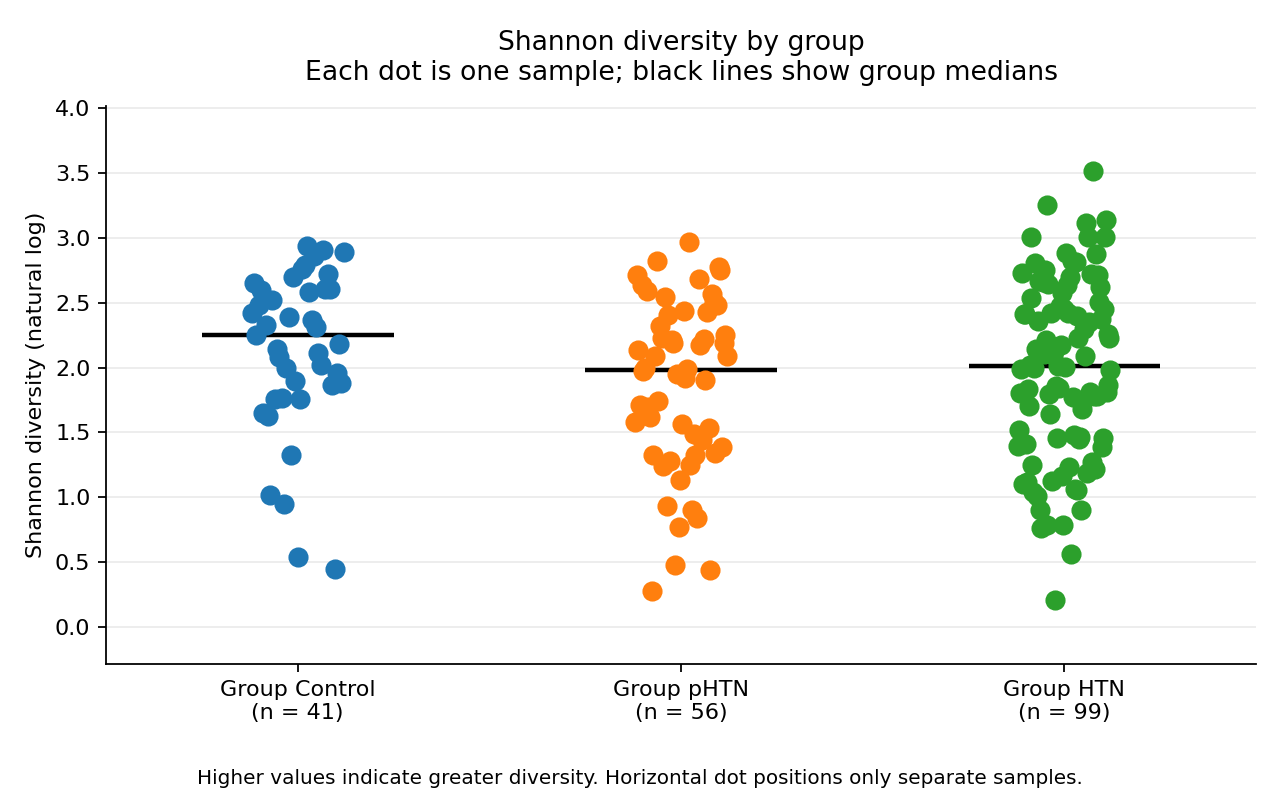 Shannon diversity by group
Each dot is one sample; black lines show group medians
Shannon diversity (natural log)
4.0
3.5
3.0
2.5
2.0
1.5
1.0
0.5
0.0
Group Control
(n = 41)
Group pHTN
(n = 56)
Group HTN
(n = 99)
Higher values indicate greater diversity. Horizontal dot positions only separate samples.